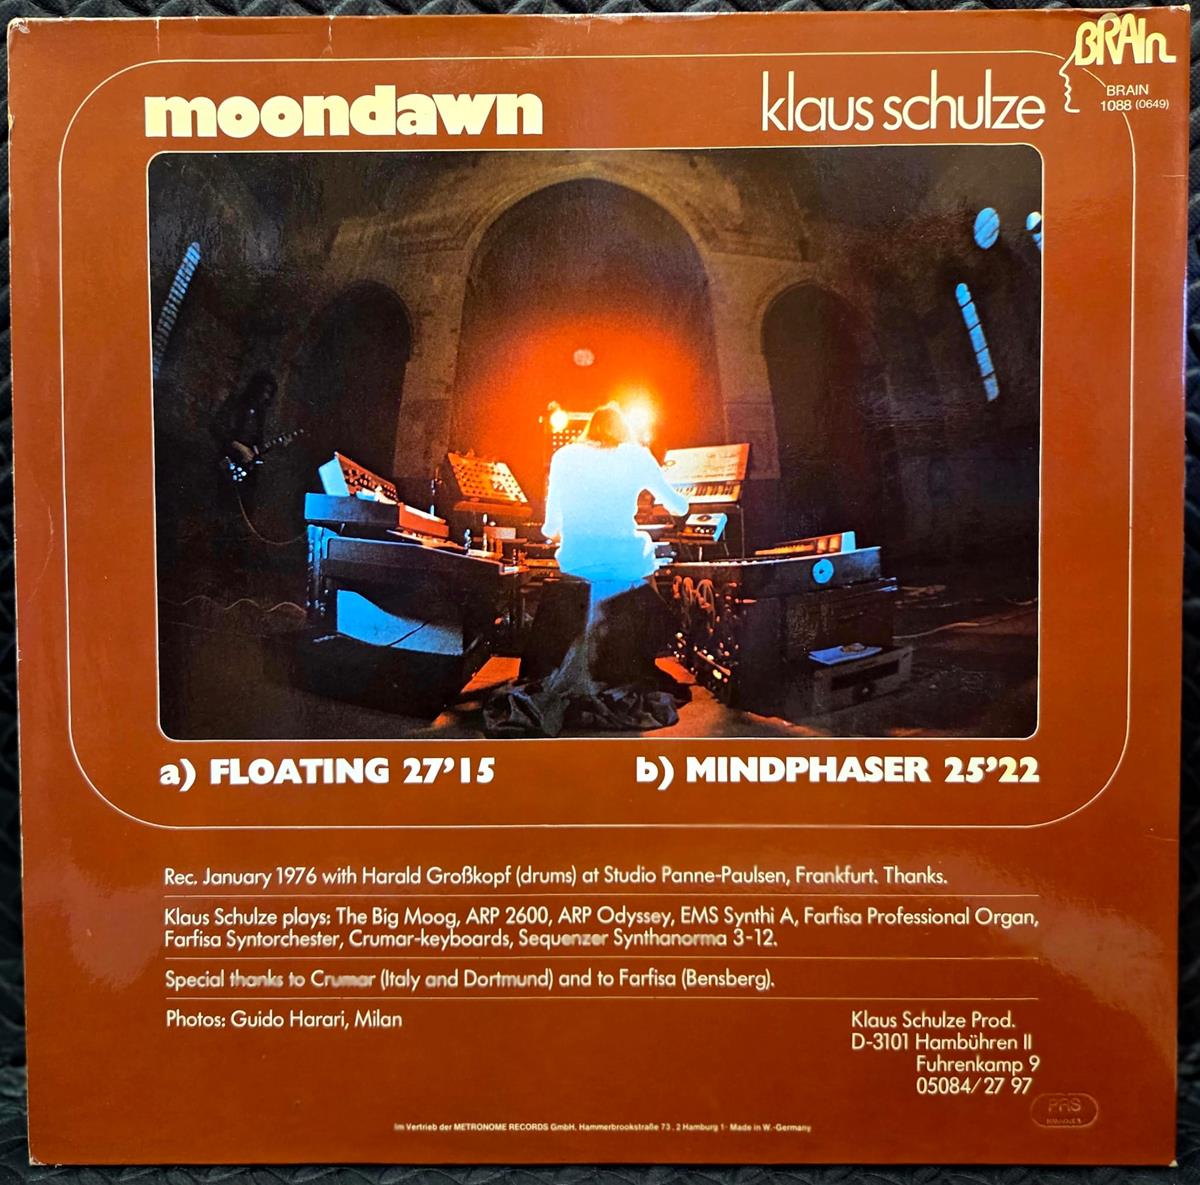 moondawn
klaus schulze
BRAIN
BRAIN
1088 (0649)
a) FLOATING 27'15
b) MINDPHASER 25'22
Rec. January 1976 with Harald Großkopf (drums) at Studio Panne-Paulsen, Frankfurt. Thanks.
Klaus Schulze plays: The Big Moog, ARP 2600, ARP Odyssey, EMS Synthi A, Farfisa Professional Organ,
Farfisa Syntorchester, Crumar-keyboards, Sequenzer Synthanorma 3-12.
Special thanks to Crumar (Italy and Dortmund) and to Farfisa (Bensberg).
Photos: Guido Harari, Milan
Klaus Schulze Prod.
D-3101 Hambühren II
Fuhrenkamp 9
05084/27 97
PRS
HANNOVER
Im Vertrieb der METRONOME RECORDS GmbH, Hammerbrookstraße 73, 2 Hamburg 1 · Made in W.-Germany